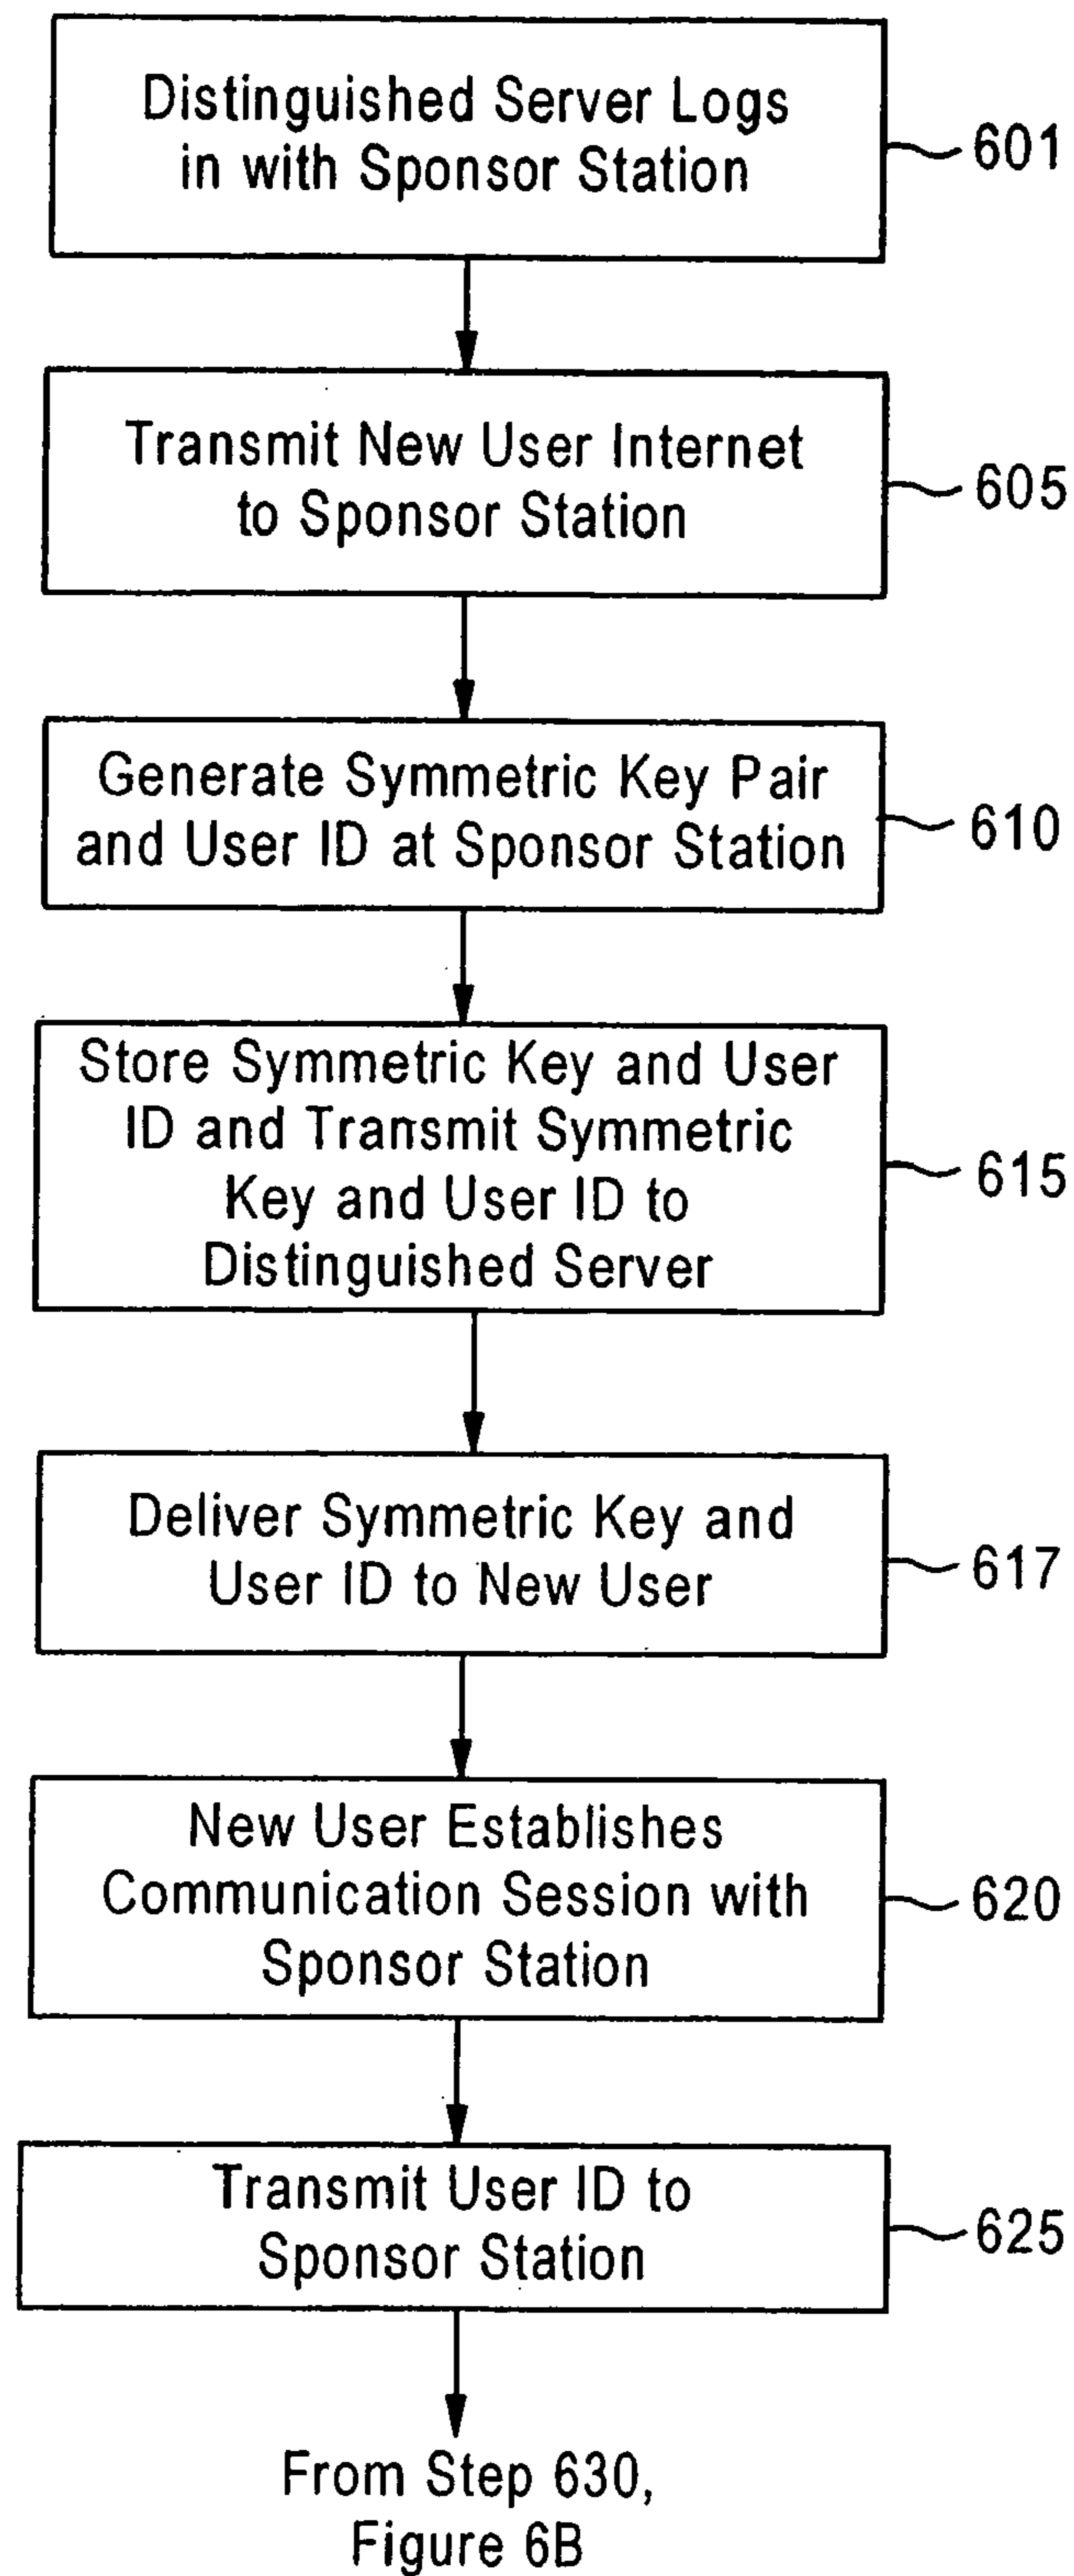 Distinguished Server Logs
in with Sponsor Station
601
Transmit New User Internet
to Sponsor Station
605
Generate Symmetric Key Pair
and User ID at Sponsor Station
610
Store Symmetric Key and User
ID and Transmit Symmetric
Key and User ID to
Distinguished Server
615
Deliver Symmetric Key and
User ID to New User
617
New User Establishes
Communication Session with
Sponsor Station
620
Transmit User ID to
Sponsor Station
625
From Step 630,
Figure 6B